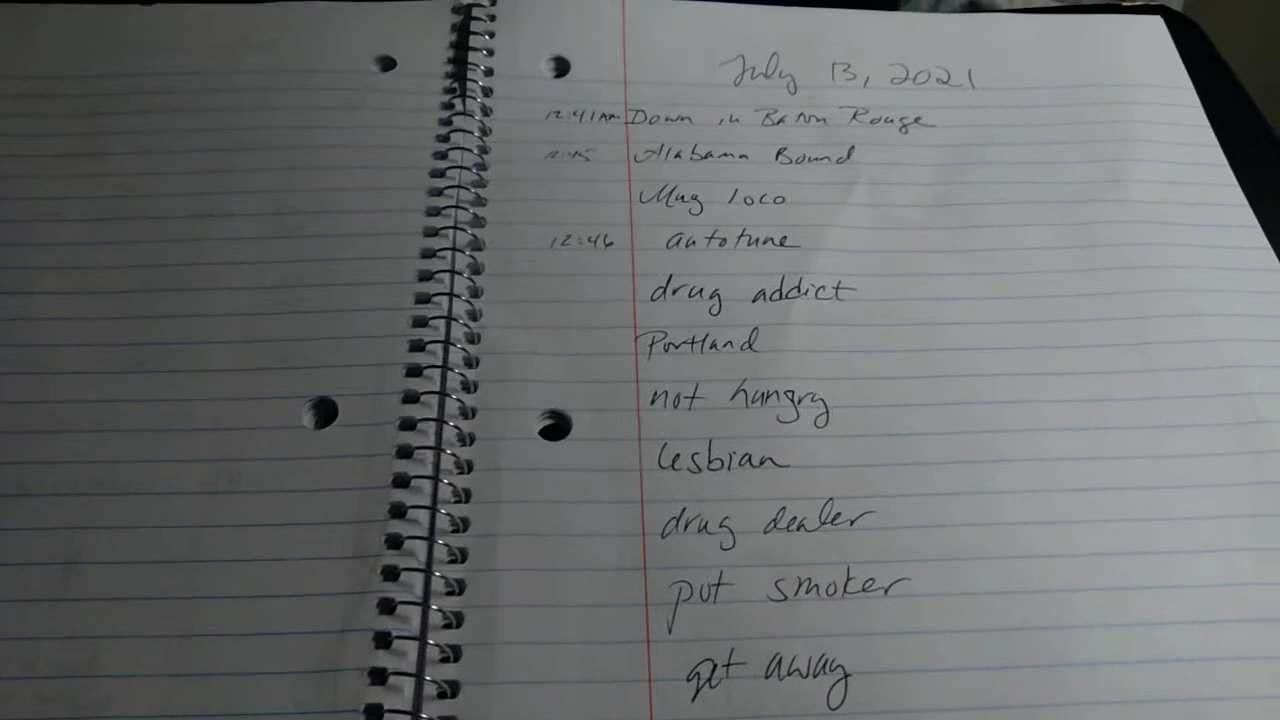 July 13, 2021
12:41AM Down in Baton Rouge
12:45 Alabama Bound
Muy loco
12:46 autotune
drug addict
Portland
not hungry
lesbian
drug dealer
pot smoker
get away